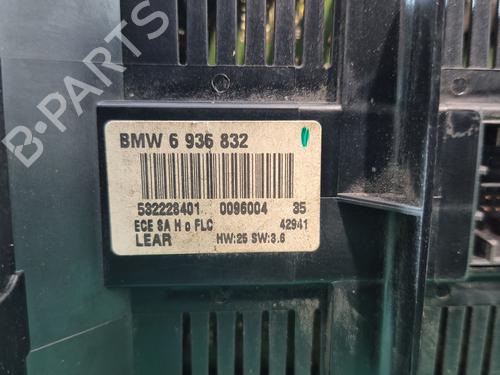 BMW 6 936 832
532228401 0096004 35
ECE SA H o FLC 42941
LEAR HW:25 SW:3.6
B-PARTS